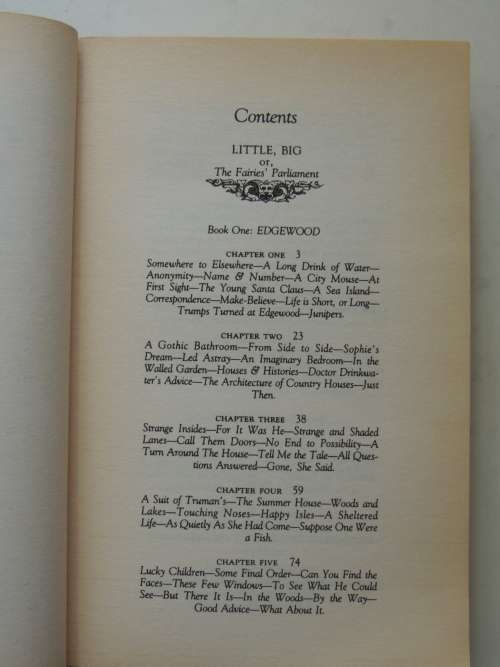 Contents
LITTLE, BIG
or,
The Fairies' Parliament
Book One: EDGEWOOD
CHAPTER ONE 3
Somewhere to Elsewhere—A Long Drink of Water—
Anonymity—Name & Number—A City Mouse—At
First Sight—The Young Santa Claus—A Sea Island—
Correspondence—Make-Believe—Life is Short, or Long—
Trumps Turned at Edgewood—Junipers.
CHAPTER TWO 23
A Gothic Bathroom—From Side to Side—Sophie's
Dream—Led Astray—An Imaginary Bedroom—In the
Walled Garden—Houses & Histories—Doctor Drinkwa-
ter's Advice—The Architecture of Country Houses—Just
Then.
CHAPTER THREE 38
Strange Insides—For It Was He—Strange and Shaded
Lanes—Call Them Doors—No End to Possibility—A
Turn Around The House—Tell Me the Tale—All Ques-
tions Answered—Gone, She Said.
CHAPTER FOUR 59
A Suit of Truman's—The Summer House—Woods and
Lakes—Touching Noses—Happy Isles—A Sheltered
Life—As Quietly As She Had Come—Suppose One Were
a Fish.
CHAPTER FIVE 74
Lucky Children—Some Final Order—Can You Find the
Faces—These Few Windows—To See What He Could
See—But There It Is—In the Woods—By the Way—
Good Advice—What About It.